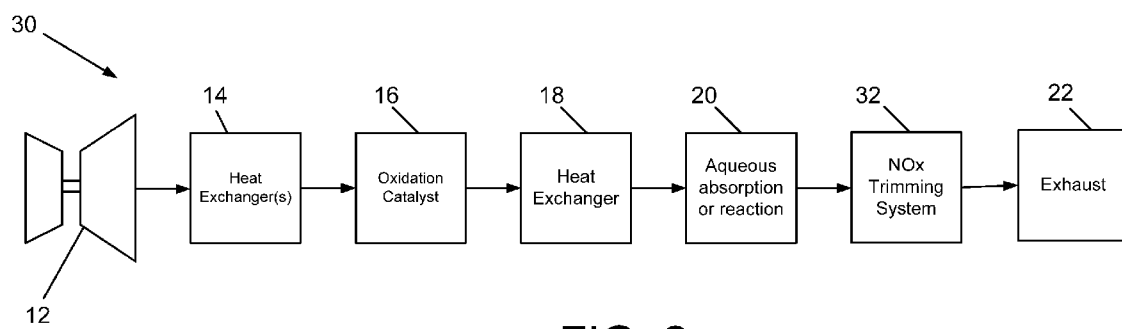 30
14
16
18
20
32
22
Heat
Exchanger(s)
Oxidation
Catalyst
Heat
Exchanger
Aqueous
absorption
or reaction
NOx
Trimming
System
Exhaust
12